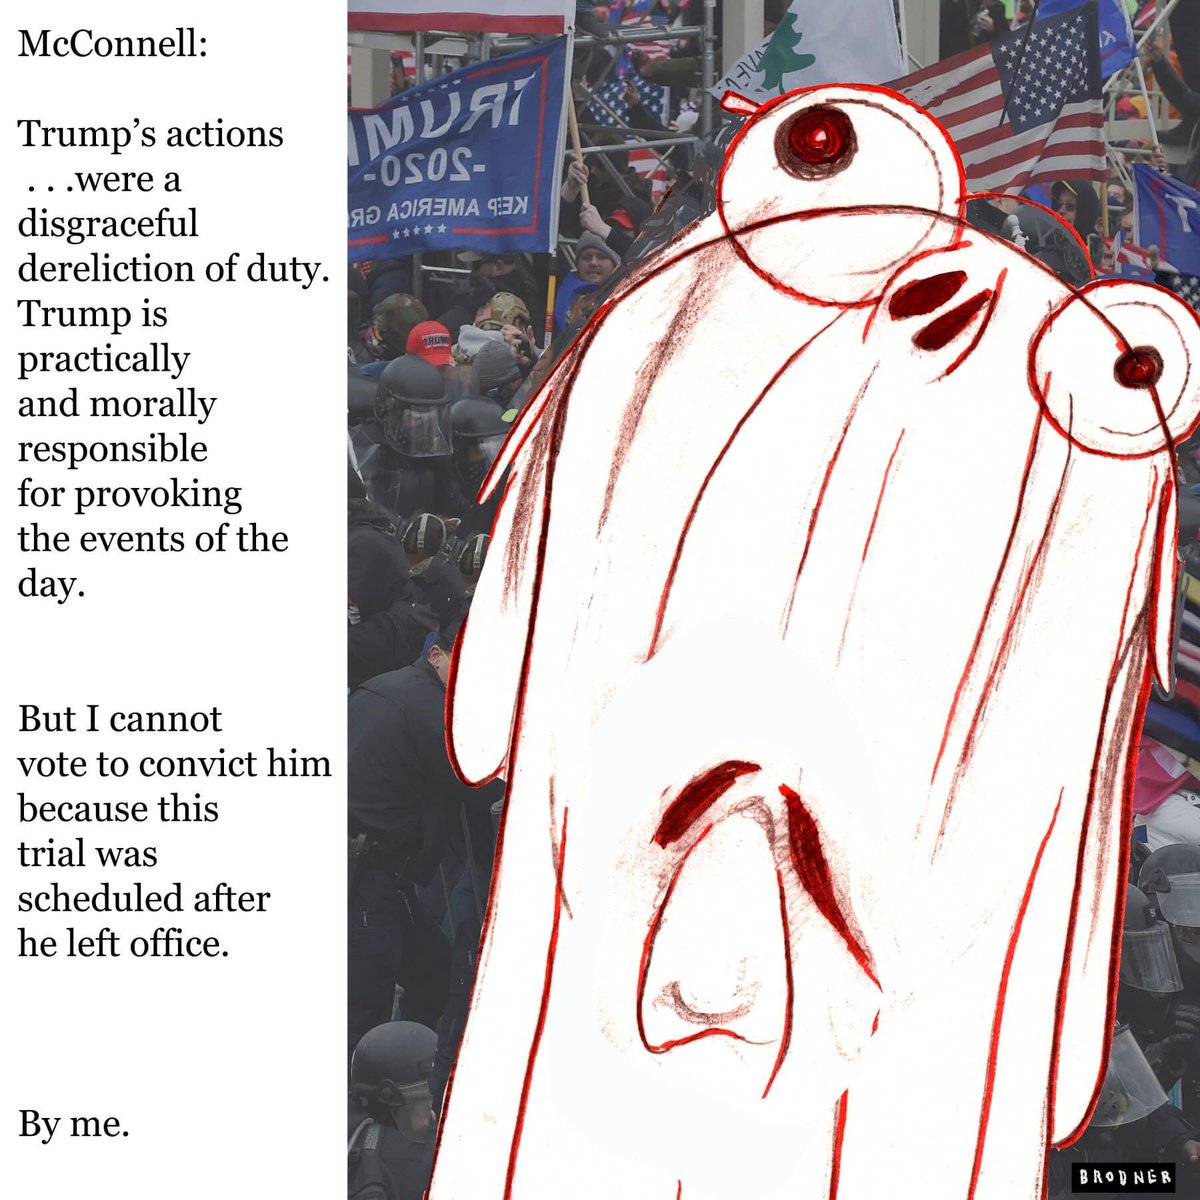 McConnell:
Trump’s actions
. . .were a
disgraceful
dereliction of duty.
Trump is
practically
and morally
responsible
for provoking
the events of the
day.
But I cannot
vote to convict him
because this
trial was
scheduled after
he left office.
By me.
TRUMP
-2020-
KEEP AMERICA GR
TRUMP
T
BRODNER